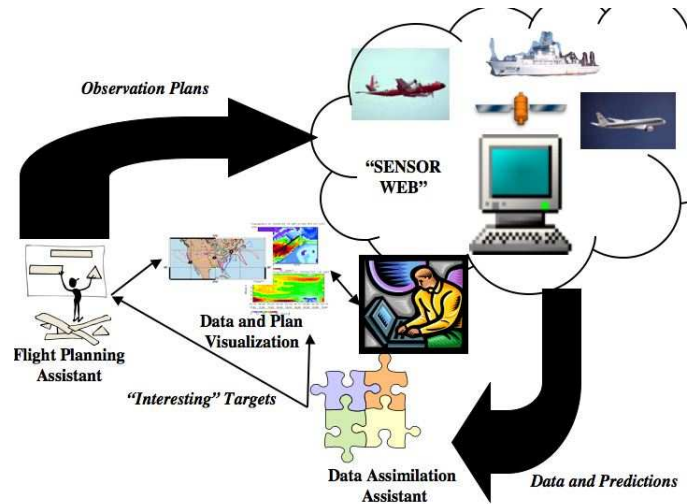 Observation Plans
“SENSOR
WEB”
Data and Plan
Visualization
Flight Planning
Assistant
“Interesting” Targets
Data Assimilation
Assistant
Data and Predictions